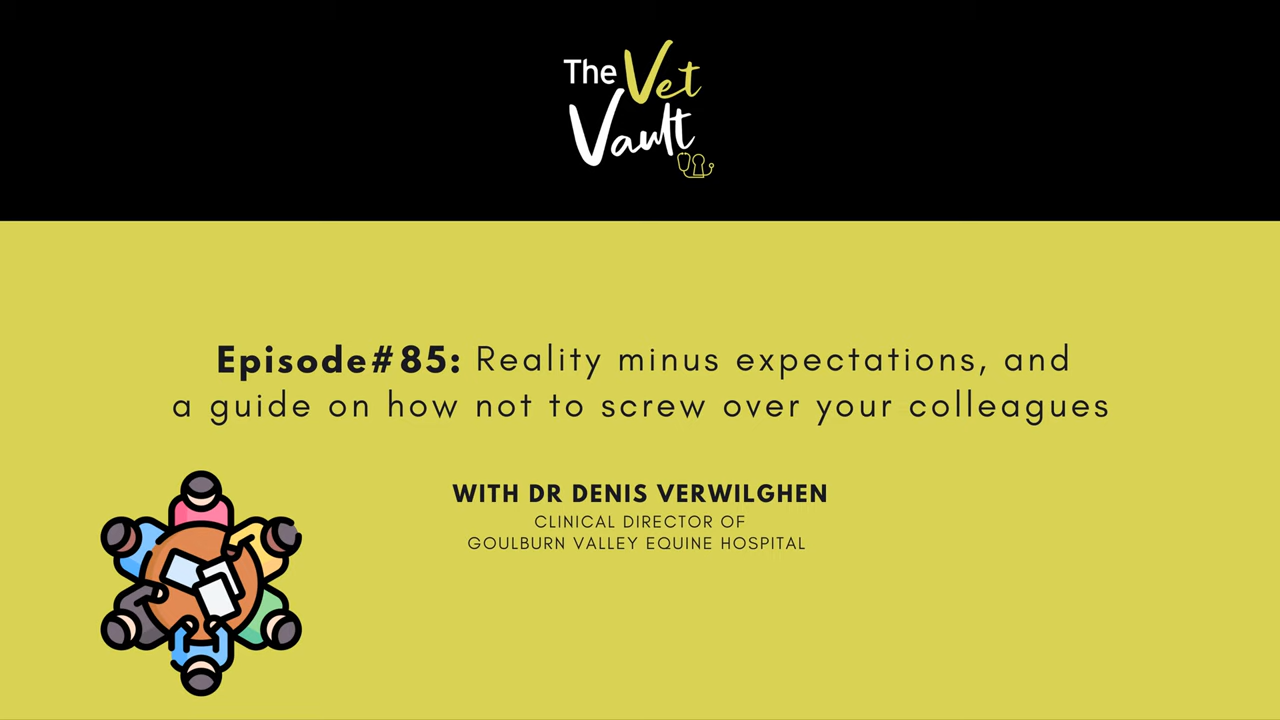 The Vet
Vault
Episode#85: Reality minus expectations, and
a guide on how not to screw over your colleagues
WITH DR DENIS VERWILGHEN
CLINICAL DIRECTOR OF
GOULBURN VALLEY EQUINE HOSPITAL